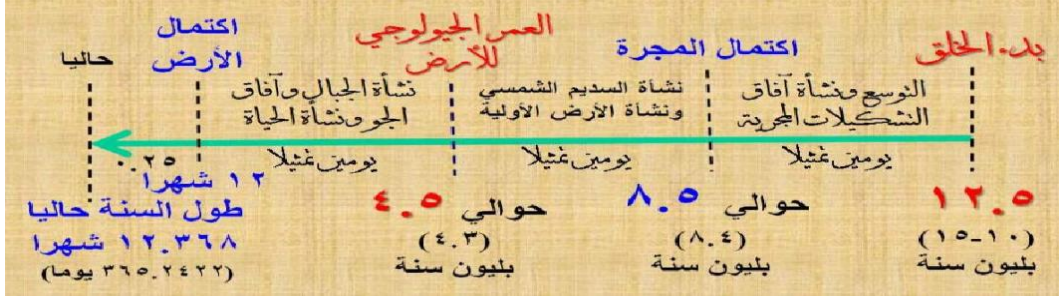 بدء الخلق
اكتمال المجرة
العمر الجيولوجي
للأرض
اكتمال
الأرض
حاليا
التوسع ونشأة آفاق
التشكيلات المجرية
نشأة السديم الشمسي
ونشأة الأرض الأولية
نشأة الجبال وآفاق
الجو ونشأة الحياة
يومين تمثيلا
يومين تمثيلا
يومين تمثيلا
٠.٢٥
١٢.٥
(١٠-١٥)
بليون سنة
حوالي ٨.٥
(٨.٤)
بليون سنة
حوالي ٤.٥
(٤.٣)
بليون سنة
١٢ شهرا
طول السنة حاليا
١٢.٣٦٨ شهرا
(٣٦٥.٢٤٢٢ يوما)